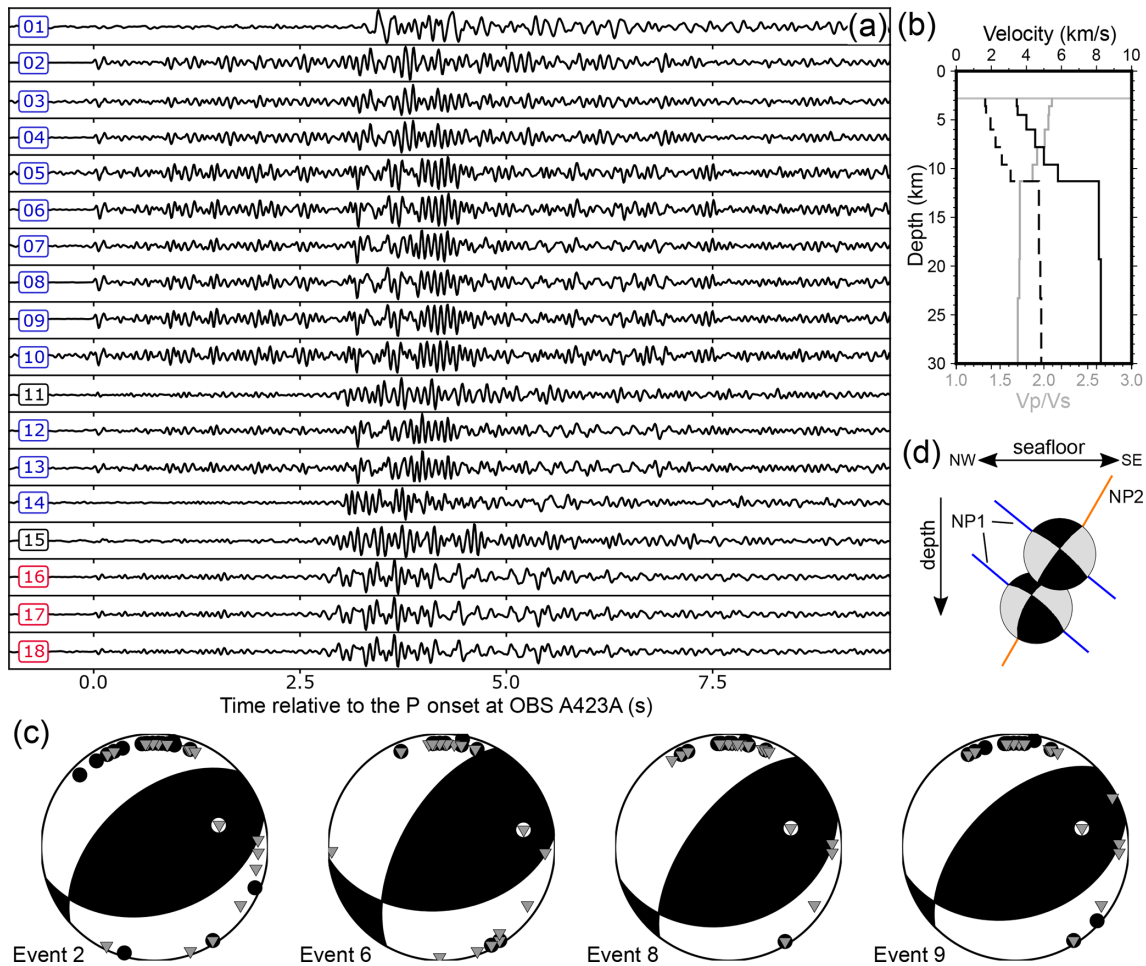 (a)
01
02
03
04
05
06
07
08
09
10
11
12
13
14
15
16
17
18
0.0 2.5 5.0 7.5
Time relative to the P onset at OBS A423A (s)
(b)
Velocity (km/s)
0 2 4 6 8 10
0
5
10
15
20
25
30
Depth (km)
1.0 1.5 2.0 2.5 3.0
Vp/Vs
(d)
seafloor
NW SE
NP2
NP1
depth
(c)
Event 2 Event 6 Event 8 Event 9